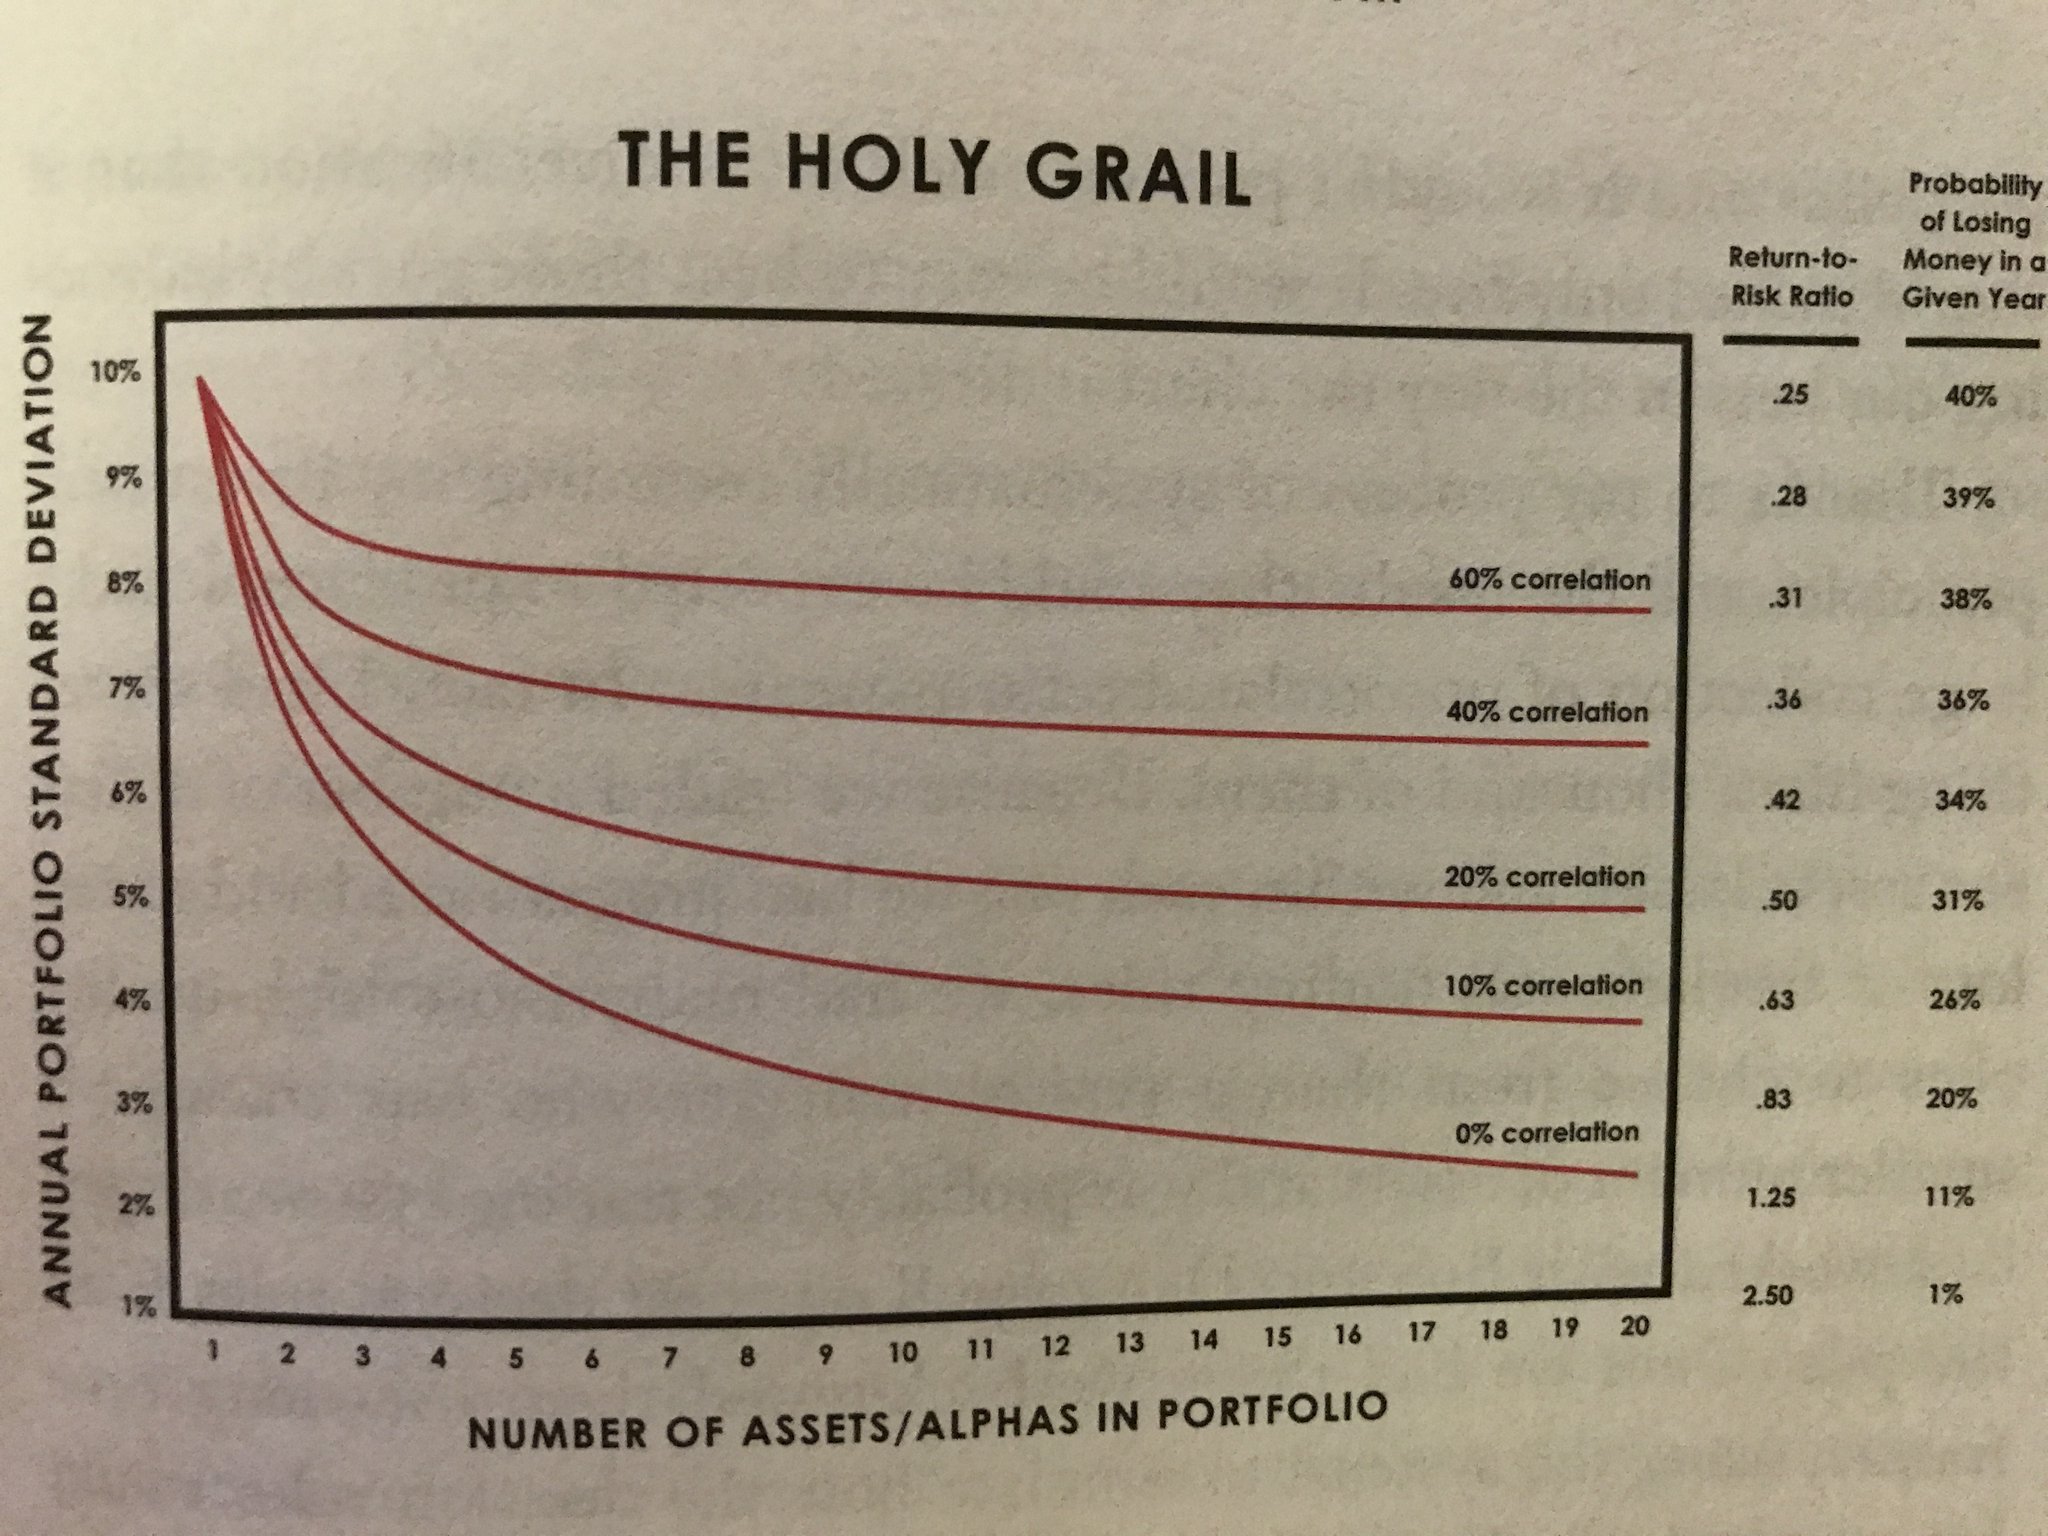 THE HOLY GRAIL
Return-to-
Risk Ratio
Probability
of Losing
Money in a
Given Year
ANNUAL PORTFOLIO STANDARD DEVIATION
10%
9%
8%
7%
6%
5%
4%
3%
2%
1%
60% correlation
40% correlation
20% correlation
10% correlation
0% correlation
.25 40%
.28 39%
.31 38%
.36 36%
.42 34%
.50 31%
.63 26%
.83 20%
1.25 11%
2.50 1%
1 2 3 4 5 6 7 8 9 10 11 12 13 14 15 16 17 18 19 20
NUMBER OF ASSETS/ALPHAS IN PORTFOLIO